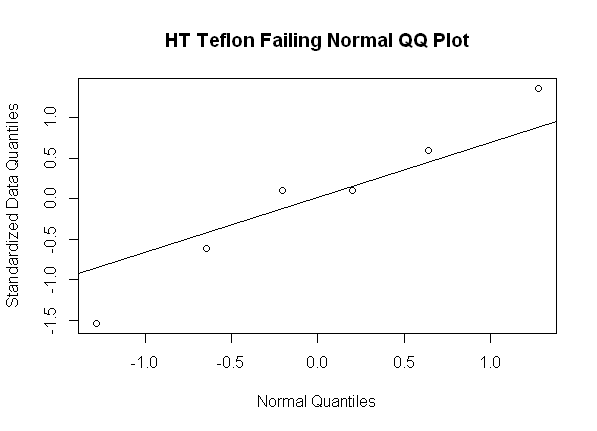 HT Teflon Failing Normal QQ Plot
Standardized Data Quantiles
1.0
0.5
0.0
-0.5
-1.0
-1.5
-1.0 -0.5 0.0 0.5 1.0
Normal Quantiles